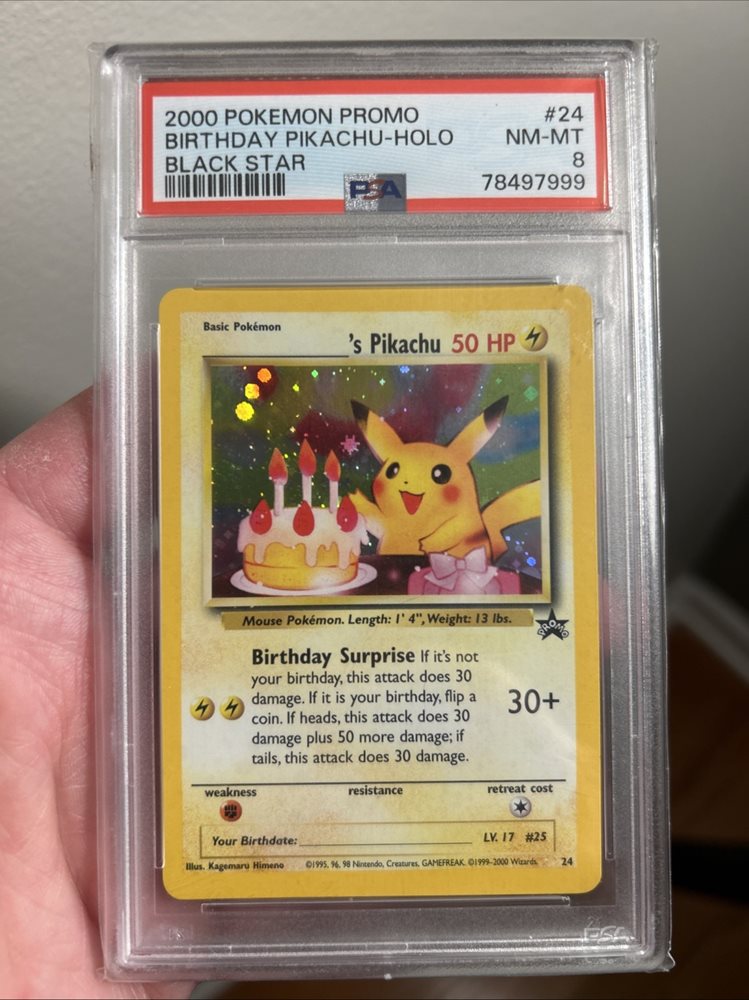 2000 POKEMON PROMO #24
BIRTHDAY PIKACHU-HOLO NM-MT
BLACK STAR 8
PSA 78497999
Basic Pokémon
's Pikachu 50 HP
Mouse Pokémon. Length: 1' 4", Weight: 13 lbs.
PROMO
Birthday Surprise If it's not
your birthday, this attack does 30
damage. If it is your birthday, flip a
coin. If heads, this attack does 30
damage plus 50 more damage; if
tails, this attack does 30 damage.
30+
weakness resistance retreat cost
Your Birthdate: LV. 17 #25
Illus. Kagemaru Himeno ©1995, 96, 98 Nintendo, Creatures, GAMEFREAK. ©1999-2000 Wizards. 24
PSA